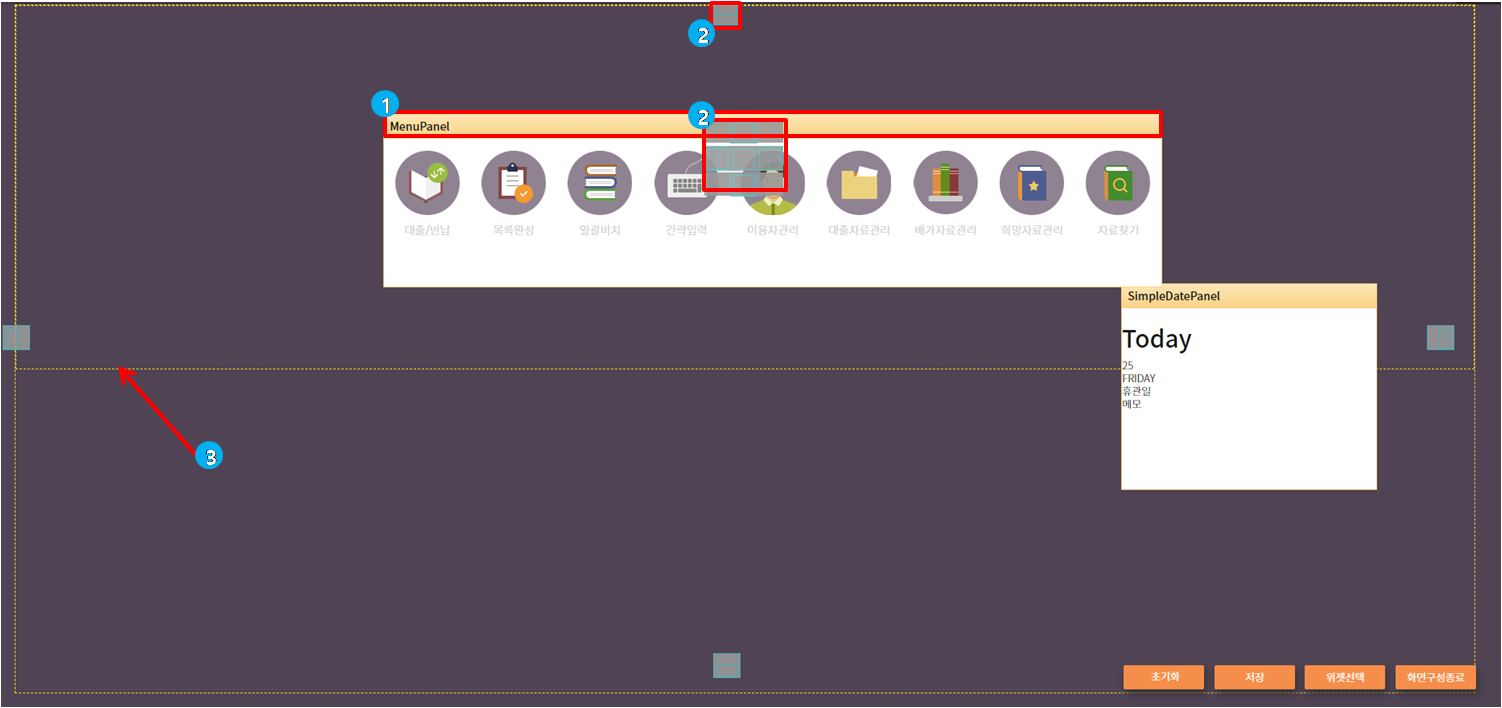 2
1
2
MenuPanel
대출/반납
목록완성
일괄비치
간략입력
이용자관리
대출자료관리
배가자료관리
희망자료관리
자료찾기
SimpleDatePanel
Today
25
FRIDAY
휴관일
메모
3
초기화
저장
위젯선택
화면구성종료